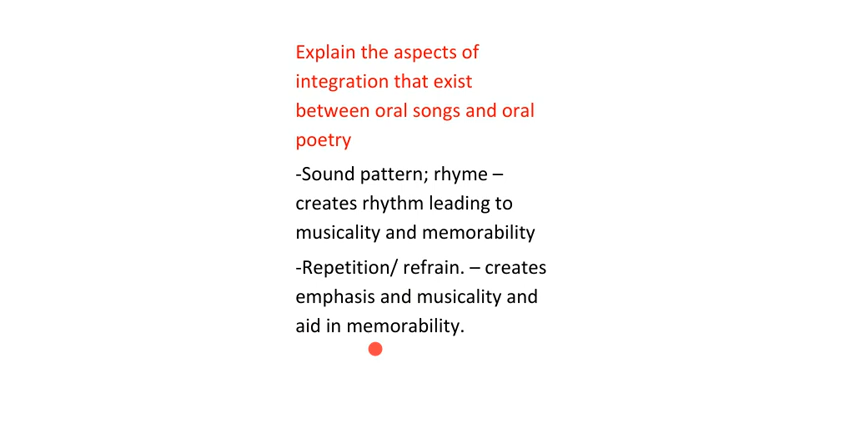 Explain the aspects of
integration that exist
between oral songs and oral
poetry
-Sound pattern; rhyme –
creates rhythm leading to
musicality and memorability
-Repetition/ refrain. – creates
emphasis and musicality and
aid in memorability.